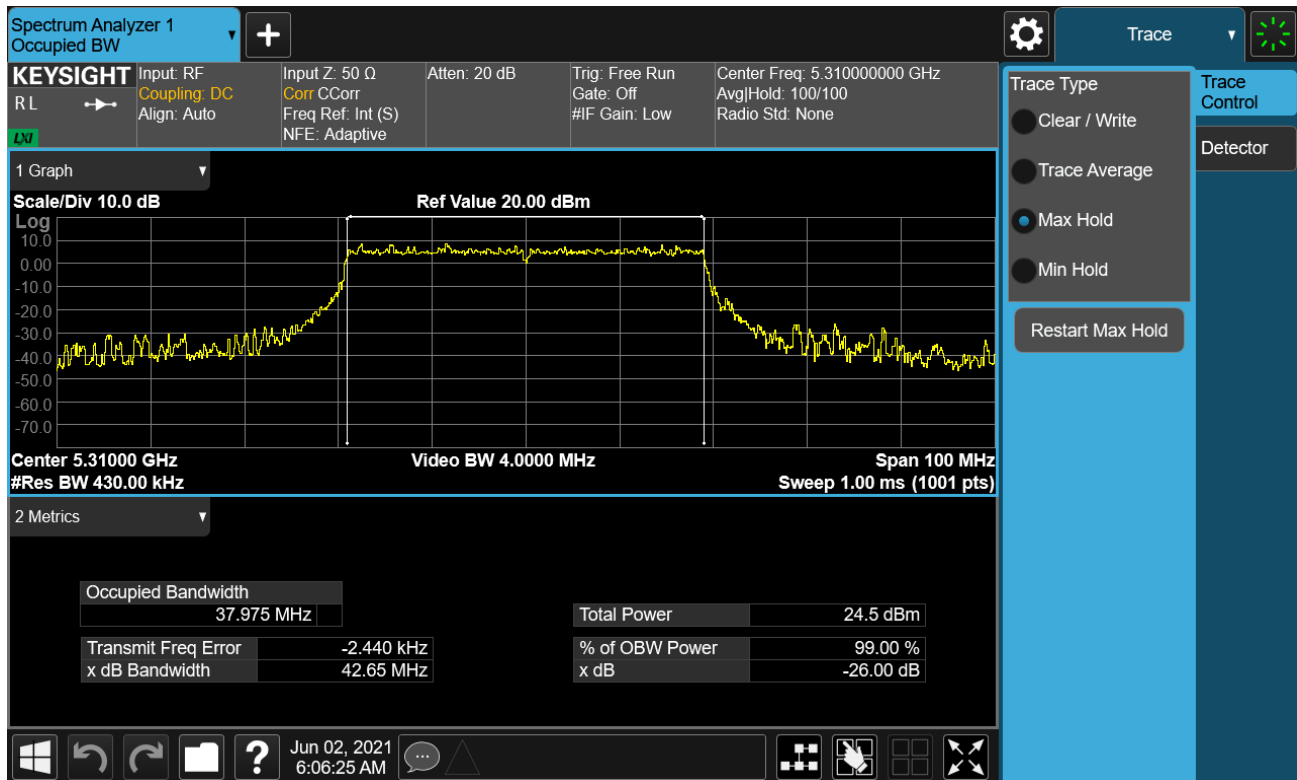 Spectrum Analyzer 1
Occupied BW
+
Trace
KEYSIGHT
R L
LXI
Input: RF
Coupling: DC
Align: Auto
Input Z: 50 Ω
Corr CCorr
Freq Ref: Int (S)
NFE: Adaptive
Atten: 20 dB
Trig: Free Run
Gate: Off
#IF Gain: Low
Center Freq: 5.310000000 GHz
Avg|Hold: 100/100
Radio Std: None
1 Graph
Scale/Div 10.0 dB
Ref Value 20.00 dBm
Log
10.0
0.00
-10.0
-20.0
-30.0
-40.0
-50.0
-60.0
-70.0
Center 5.31000 GHz
Video BW 4.0000 MHz
Span 100 MHz
#Res BW 430.00 kHz
Sweep 1.00 ms (1001 pts)
2 Metrics
Occupied Bandwidth
37.975 MHz
Total Power 24.5 dBm
Transmit Freq Error -2.440 kHz
% of OBW Power 99.00 %
x dB Bandwidth 42.65 MHz
x dB -26.00 dB
Trace Type
Clear / Write
Trace Average
Max Hold
Min Hold
Restart Max Hold
Trace
Control
Detector
?
Jun 02, 2021
6:06:25 AM